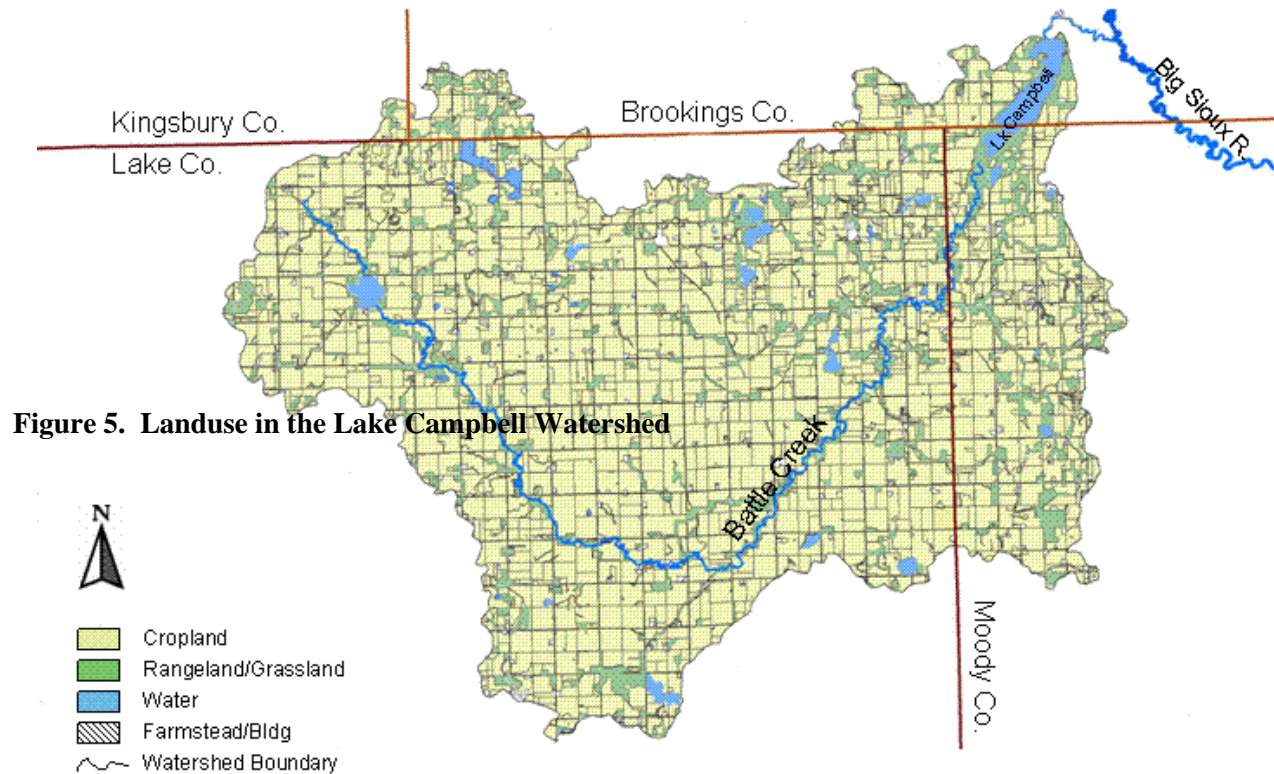 Kingsbury Co.
Brookings Co.
Lk Campbell
Big Sioux R.
Lake Co.
Figure 5. Landuse in the Lake Campbell Watershed
Battle Creek
N
Moody Co.
Cropland
Rangeland/Grassland
Water
Farmstead/Bldg
Watershed Boundary